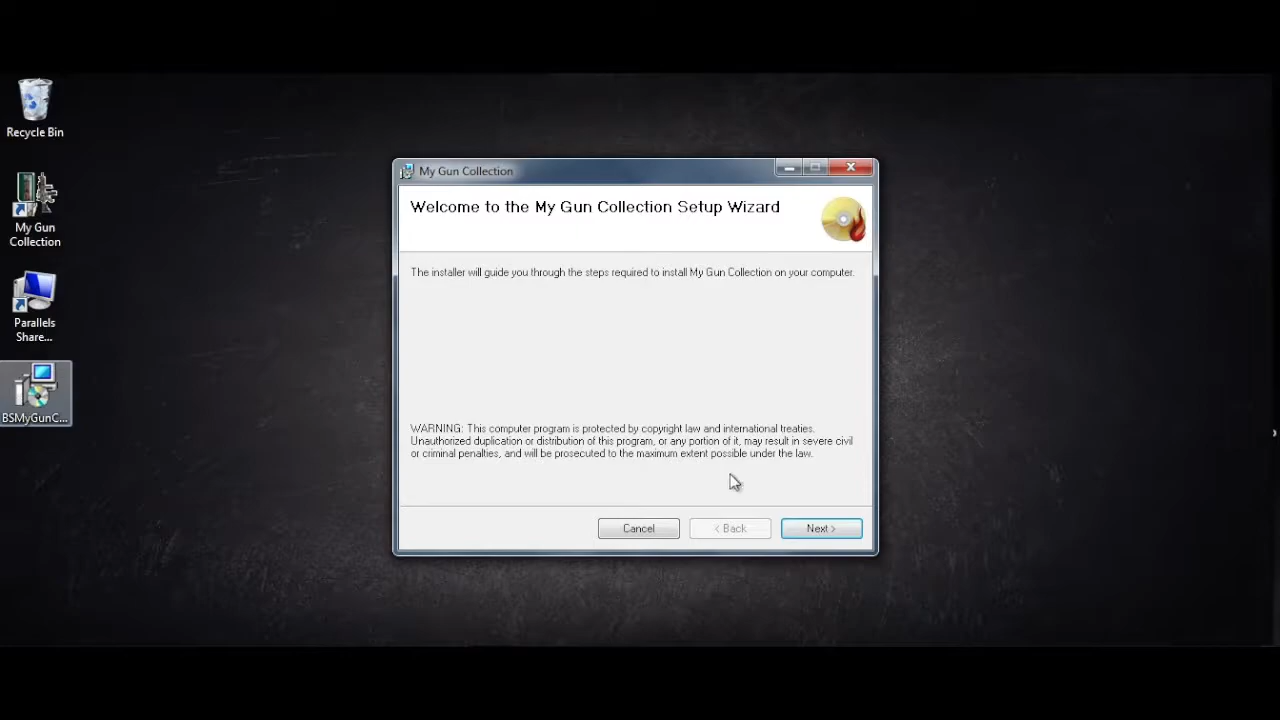 Recycle Bin
My Gun
Collection
Parallels
Share...
BSMyGunC...
My Gun Collection
Welcome to the My Gun Collection Setup Wizard
The installer will guide you through the steps required to install My Gun Collection on your computer.
WARNING: This computer program is protected by copyright law and international treaties.
Unauthorized duplication or distribution of this program, or any portion of it, may result in severe civil
or criminal penalties, and will be prosecuted to the maximum extent possible under the law.
Cancel
< Back
Next >